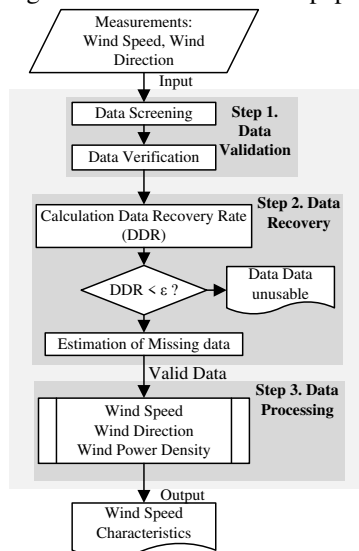 Measurements:
Wind Speed, Wind
Direction
Input
Data Screening
Step 1.
Data
Validation
Data Verification
Step 2. Data
Recovery
Calculation Data Recovery Rate
(DDR)
DDR < ε ?
Data Data
unusable
Estimation of Missing data
Valid Data
Step 3. Data
Processing
Wind Speed
Wind Direction
Wind Power Density
Output
Wind Speed
Characteristics